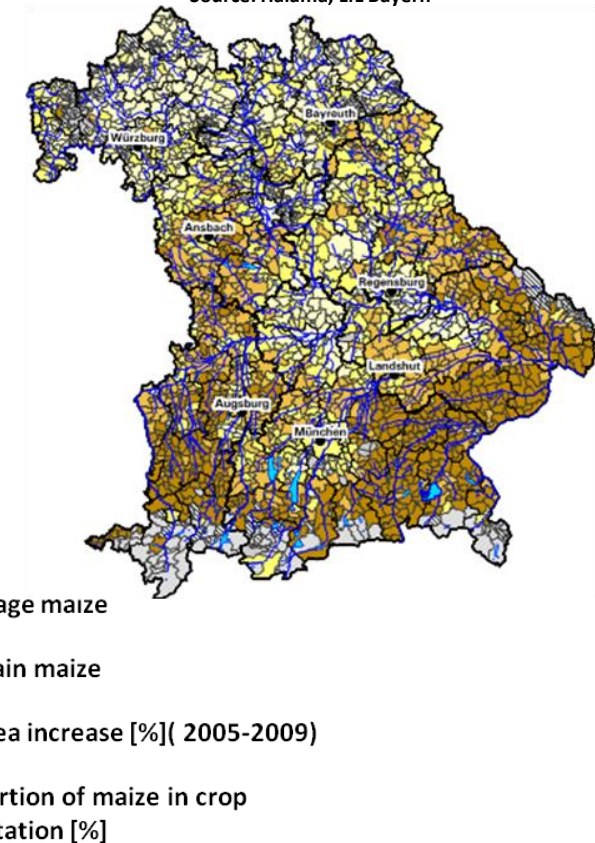 Bayreuth
Würzburg
Ansbach
Regensburg
Landshut
Augsburg
München
age maize
ain maize
ea increase [%]( 2005-2009)
rtion of maize in crop
tation [%]